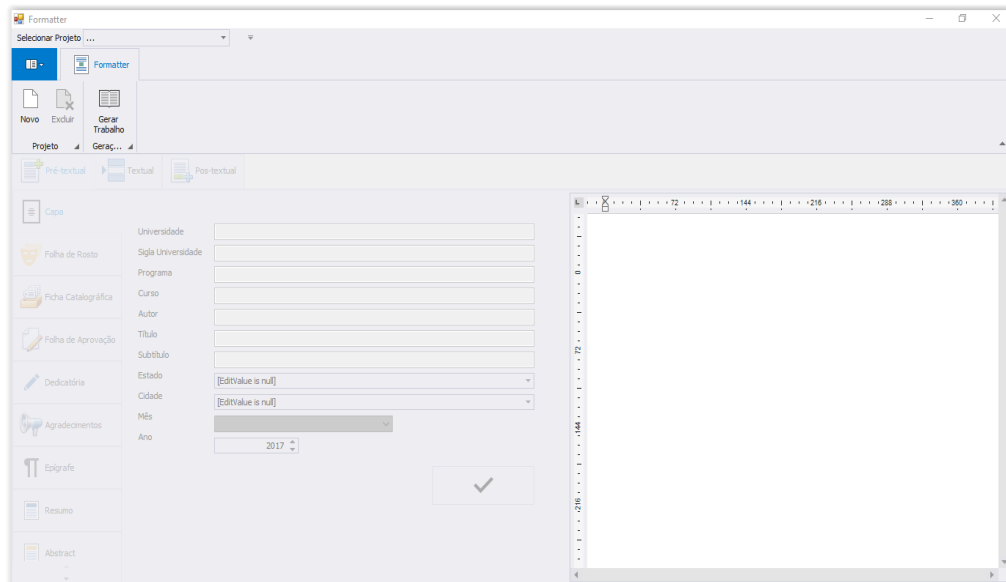 Formatter
Selecionar Projeto ...
Formatter
Novo Excluir Gerar Trabalho
Projeto Geraç...
Pré-textual Textual Pos-textual
Capa
Folha de Rosto
Ficha Catalográfica
Folha de Aprovação
Dedicatória
Agradecimentos
Epígrafe
Resumo
Abstract
Universidade
Sigla Universidade
Programa
Curso
Autor
Título
Subtítulo
Estado [EditValue is null]
Cidade [EditValue is null]
Mês
Ano 2017
L 72 144 216 288 360
0
72
144
216